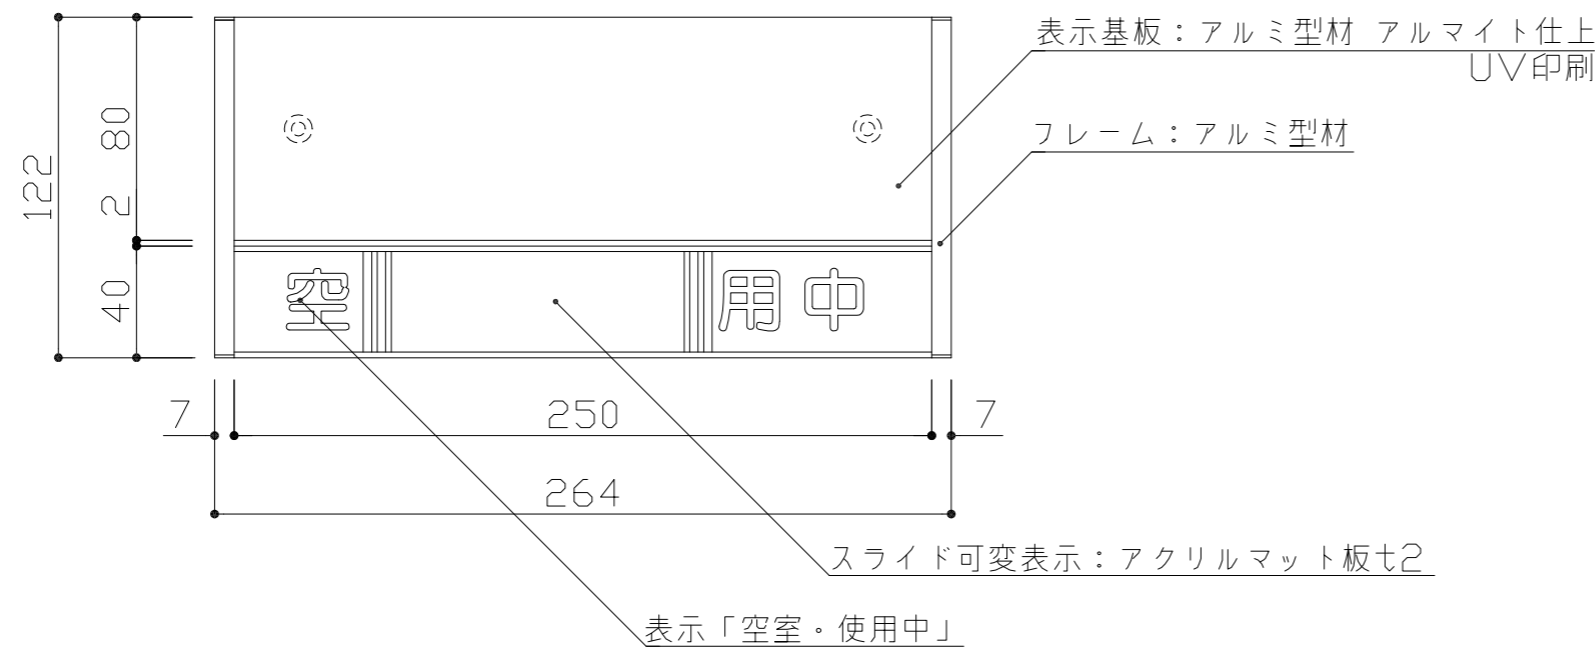 表示基板：アルミ型材 アルマイト仕上
UV印刷
フレーム：アルミ型材
122
80
2
40
空
用中
7
250
7
264
スライド可変表示：アクリルマット板t2
表示「空室・使用中」